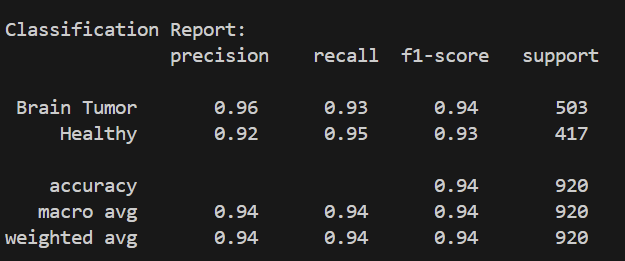 Classification Report:
precision recall f1-score support
Brain Tumor 0.96 0.93 0.94 503
Healthy 0.92 0.95 0.93 417
accuracy 0.94 920
macro avg 0.94 0.94 0.94 920
weighted avg 0.94 0.94 0.94 920